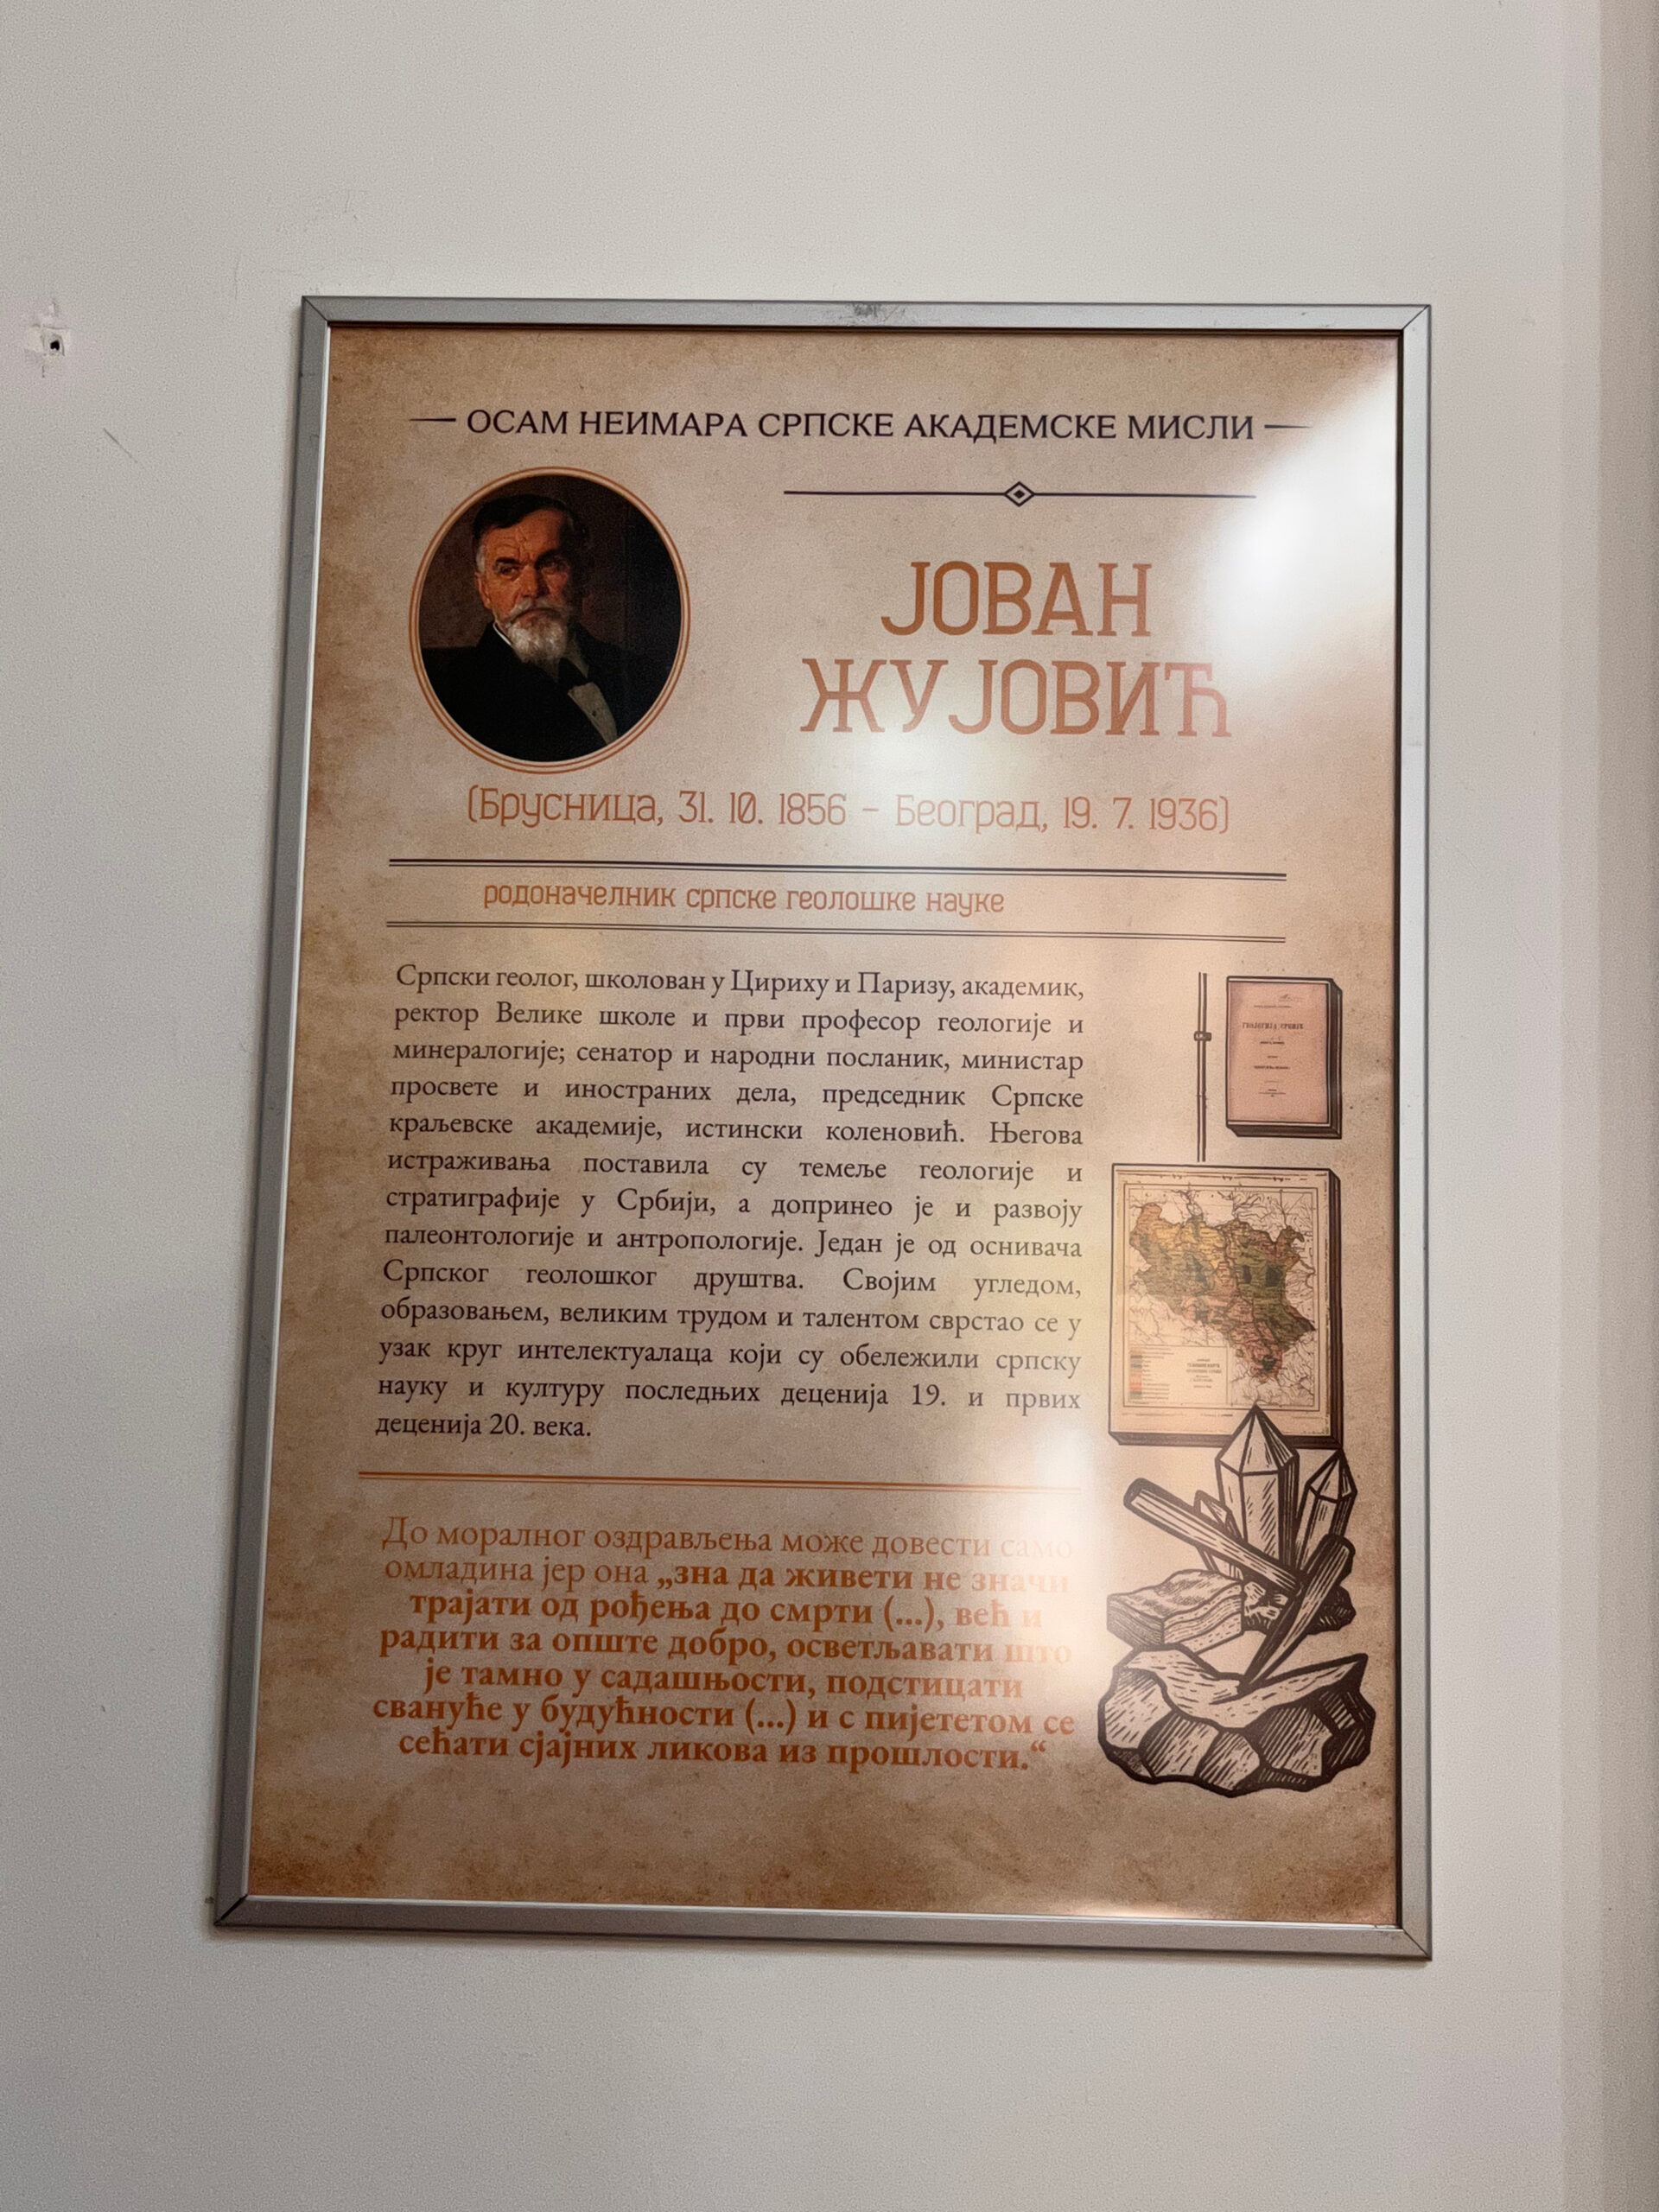 ОСАМ НЕИМАРА СРПСКЕ АКАДЕМСКЕ МИСЛИ
ЈОВАН
ЖУЈОВИЋ
(Брусница, 31. 10. 1856 – Београд, 19. 7. 1936)
родоначелник српске геолошке науке
Српски геолог, школован у Цириху и Паризу, академик,
ректор Велике школе и први професор геологије и
минералогије; сенатор и народни посланик, министар
просвете и иностраних дела, председник Српске
краљевске академије, истински коленовић. Његова
истраживања поставила су темеље геологије и
стратиграфије у Србији, а допринео је и развоју
палеонтологије и антропологије. Један је од оснивача
Српског геолошког друштва. Својим угледом,
образовањем, великим трудом и талентом сврстао се у
узак круг интелектуалаца који су обележили српску
науку и културу последњих деценија 19. и првих
деценија 20. века.
ГЕОЛОГИЈА СРБИЈЕ
До моралног оздрављења може довести само
омладина јер она „зна да живети не значи
трајати од рођења до смрти (...), већ и
радити за опште добро, осветљавати што
је тамно у садашњости, подстицати
свануће у будућности (...) и с пијететом се
сећати сјајних ликова из прошлости.“